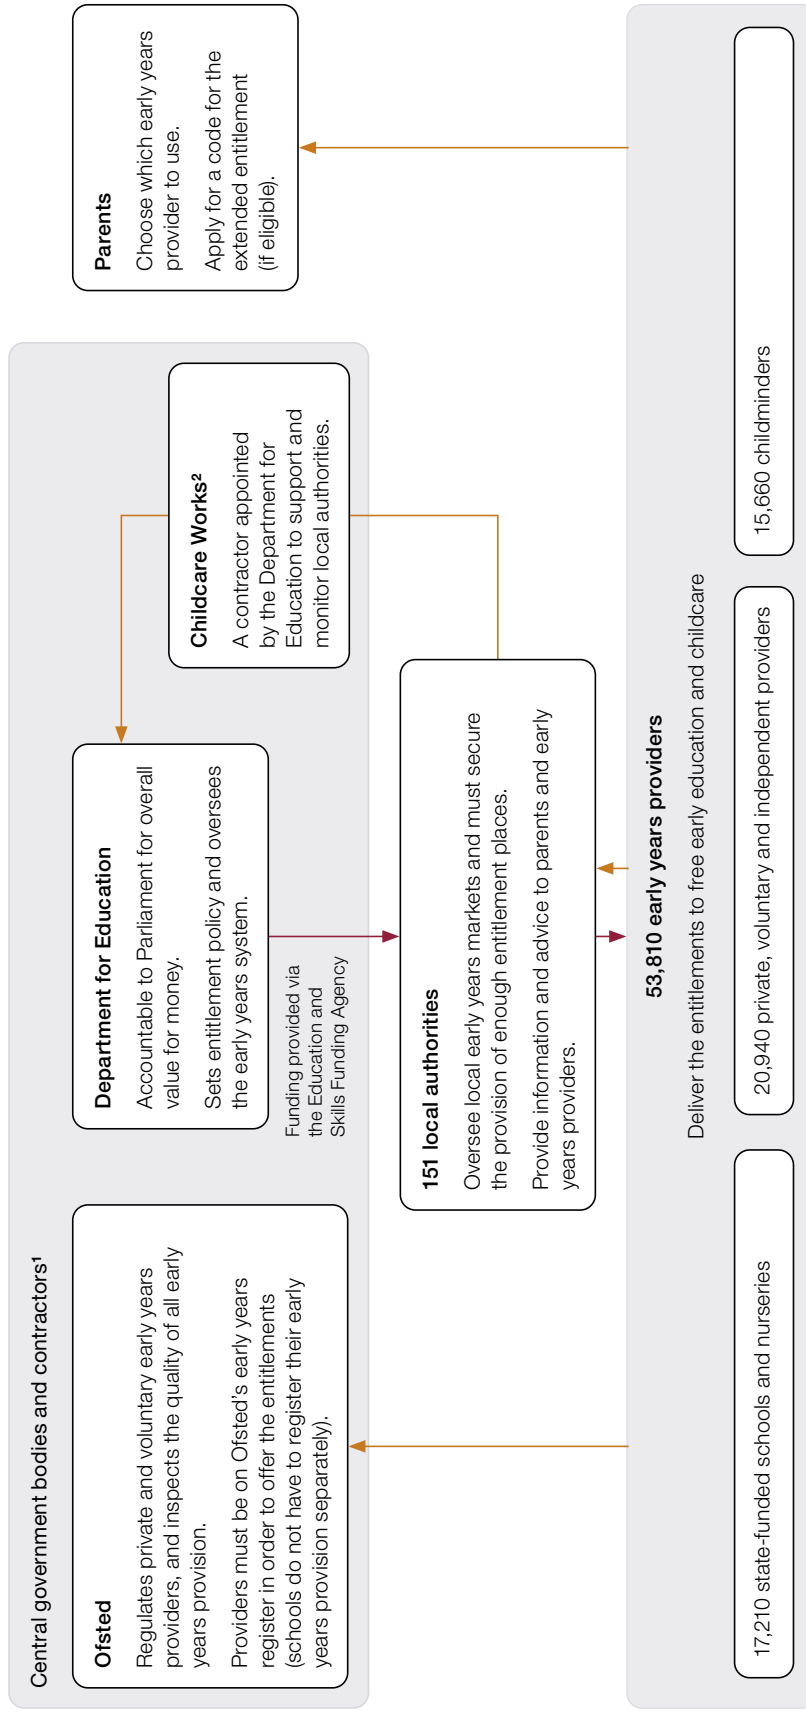 Central government bodies and contractors¹
Ofsted
Regulates private and voluntary early years
providers, and inspects the quality of all early
years provision.
Providers must be on Ofsted's early years
register in order to offer the entitlements
(schools do not have to register their early
years provision separately).
Department for Education
Accountable to Parliament for overall
value for money.
Sets entitlement policy and oversees
the early years system.
Funding provided via
the Education and
Skills Funding Agency
Childcare Works²
A contractor appointed
by the Department for
Education to support and
monitor local authorities.
Parents
Choose which early years
provider to use.
Apply for a code for the
extended entitlement
(if eligible).
151 local authorities
Oversee local early years markets and must secure
the provision of enough entitlement places.
Provide information and advice to parents and early
years providers.
53,810 early years providers
Deliver the entitlements to free early education and childcare
17,210 state-funded schools and nurseries
20,940 private, voluntary and independent providers
15,660 childminders